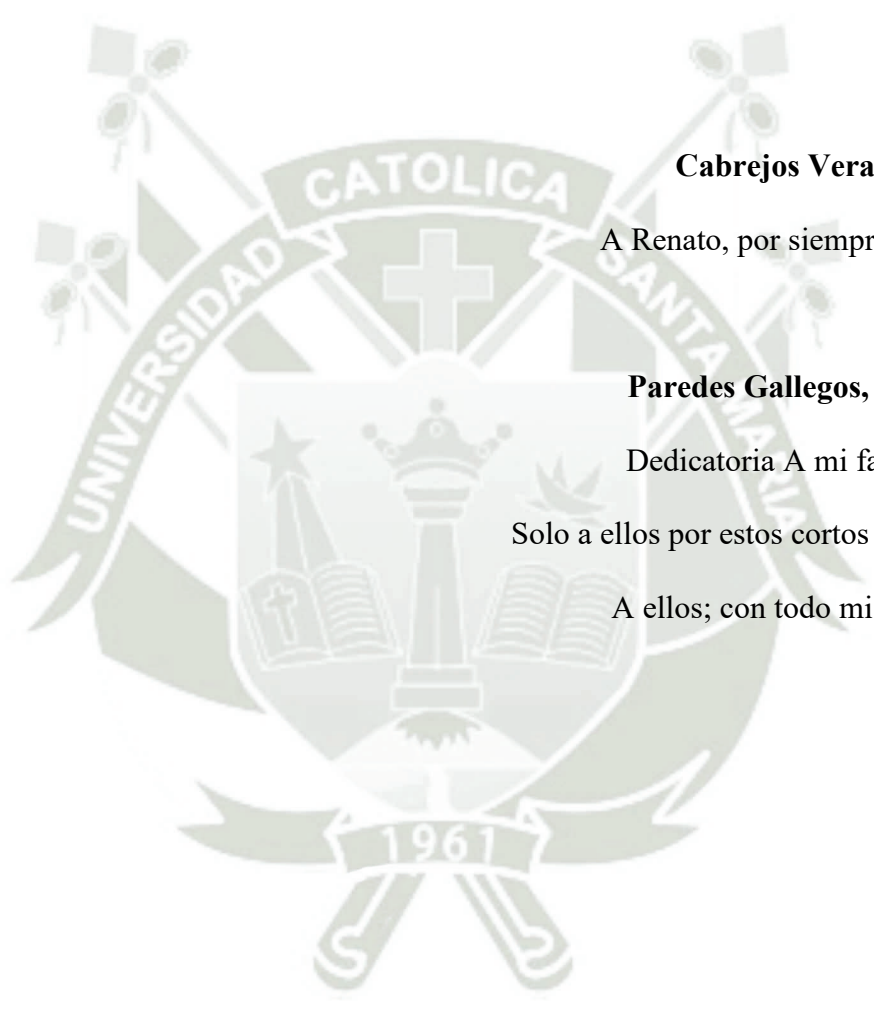 UNIVERSIDAD CATOLICA SANTA MARIA
Cabrejos Vera
A Renato, por siempr
Paredes Gallegos,
Dedicatoria A mi fa
Solo a ellos por estos cortos
A ellos; con todo mi
1961